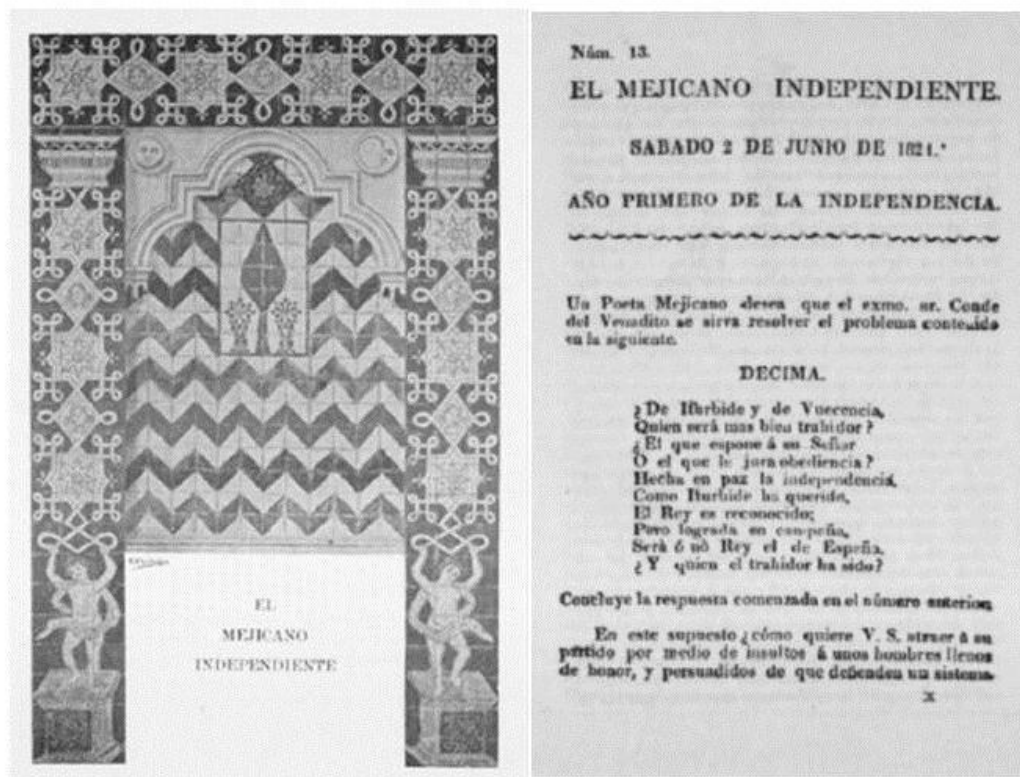 EL
MEJICANO
INDEPENDIENTE
Núm. 13.
EL MEJICANO INDEPENDIENTE.
SABADO 2 DE JUNIO DE 1821.
AÑO PRIMERO DE LA INDEPENDENCIA.
Un Poeta Mejicano desea que el exmo. sr. Conde
del Venadito se sirva resolver el problema contenido
en la siguiente.
DECIMA.
¿De Iturbide y de Vuecencia,
Quien será mas bien trahidor?
¿El que espone á su Señor
O el que le jura obediencia?
Hecha en paz la independencia,
Como Iturbide ha querido,
El Rey es reconocido;
Pero lograda en campaña,
Será ó nó Rey el de España.
¿Y quien el trahidor ha sido?
Concluye la respuesta comenzada en el número anterior.
En este supuesto ¿cómo quiere V. S. atraer á su
partido por medio de insultos á unos hombres llenos
de honor, y persuadidos de que defienden un sistema
X